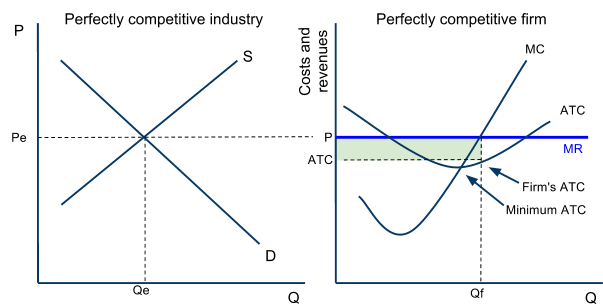 Perfectly competitive industry
P
S
Pe
D
Qe
Q
Perfectly competitive firm
Costs and
revenues
MC
ATC
P
MR
ATC
Firm's ATC
Minimum ATC
Qf
Q